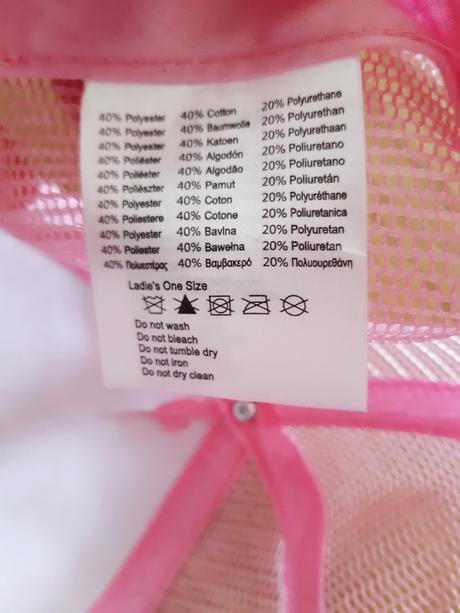 40% Polyester 40% Cotton 20% Polyurethane
40% Polyester 40% Baumwolle 20% Polyurethan
40% Polyester 40% Katoen 20% Polyurethaan
40% Poliéster 40% Algodón 20% Poliuretano
40% Poliéster 40% Algodão 20% Poliuretano
40% Poliészter 40% Pamut 20% Poliuretán
40% Polyester 40% Coton 20% Polyuréthane
40% Poliestere 40% Cotone 20% Poliuretanica
40% Polyester 40% Bavlna 20% Polyuretan
40% Poliester 40% Bawełna 20% Poliuretan
40% Πολυεστέρας 40% Βαμβακερό 20% Πολυουρεθάνη
Ladie's One Size
Do not wash
Do not bleach
Do not tumble dry
Do not iron
Do not dry clean